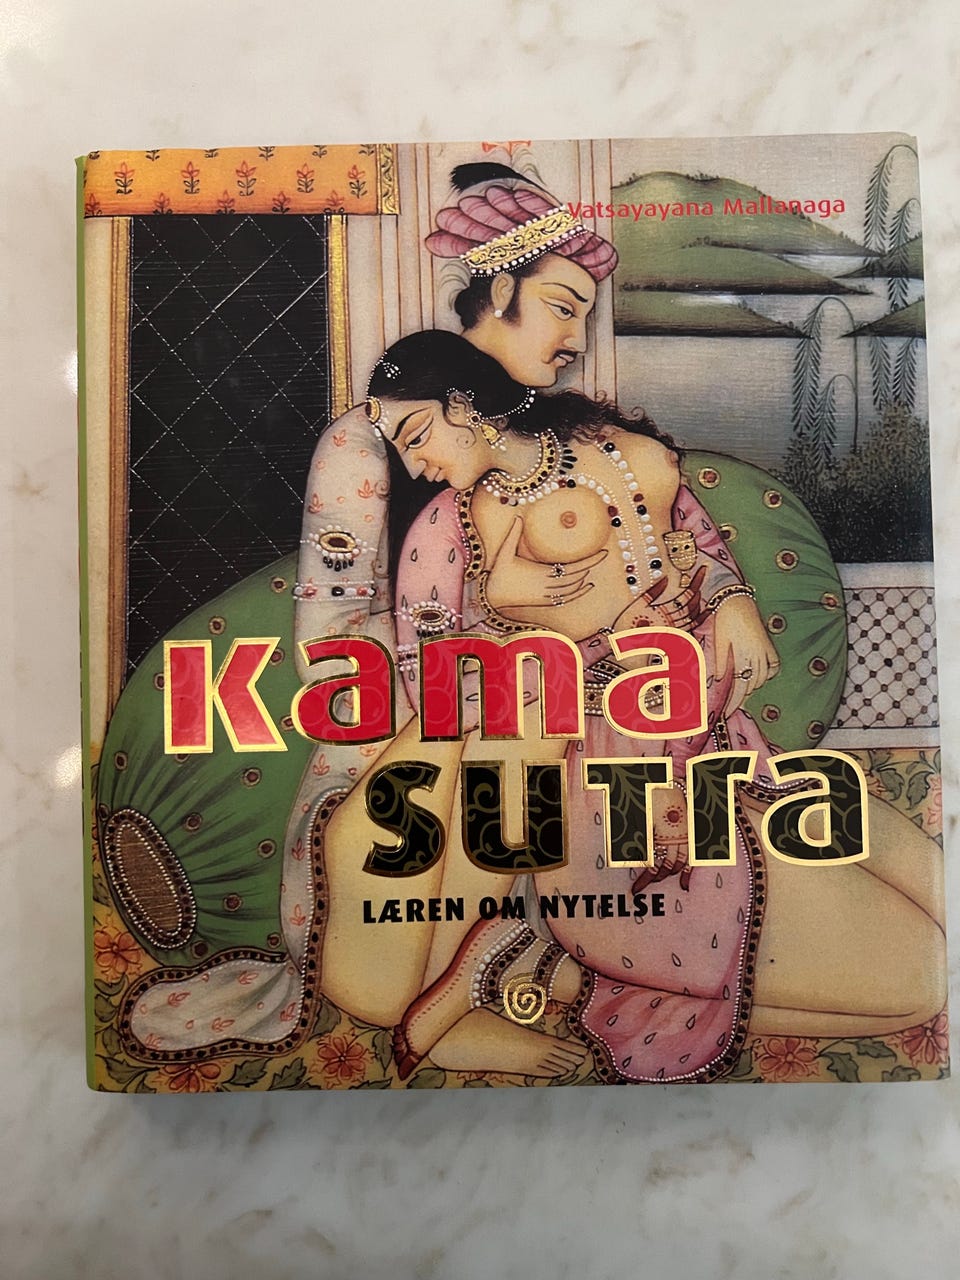 Vatsayayana Mallanaga
Kama
SUTRA
LÆREN OM NYTELSE